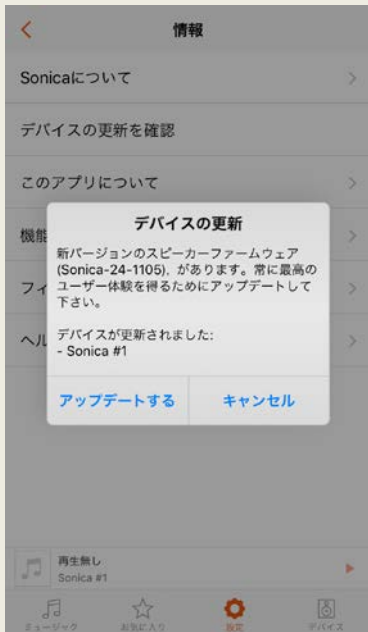 情報
Sonicaについて
デバイスの更新を確認
このアプリについて
機能
フィ
ヘル
デバイスの更新
新バージョンのスピーカーファームウェア
(Sonica-24-1105), があります。常に最高の
ユーザー体験を得るためにアップデートして
下さい。
デバイスが更新されました:
- Sonica #1
アップデートする
キャンセル
再生無し
Sonica #1
ミュージック
お気に入り
設定
デバイス